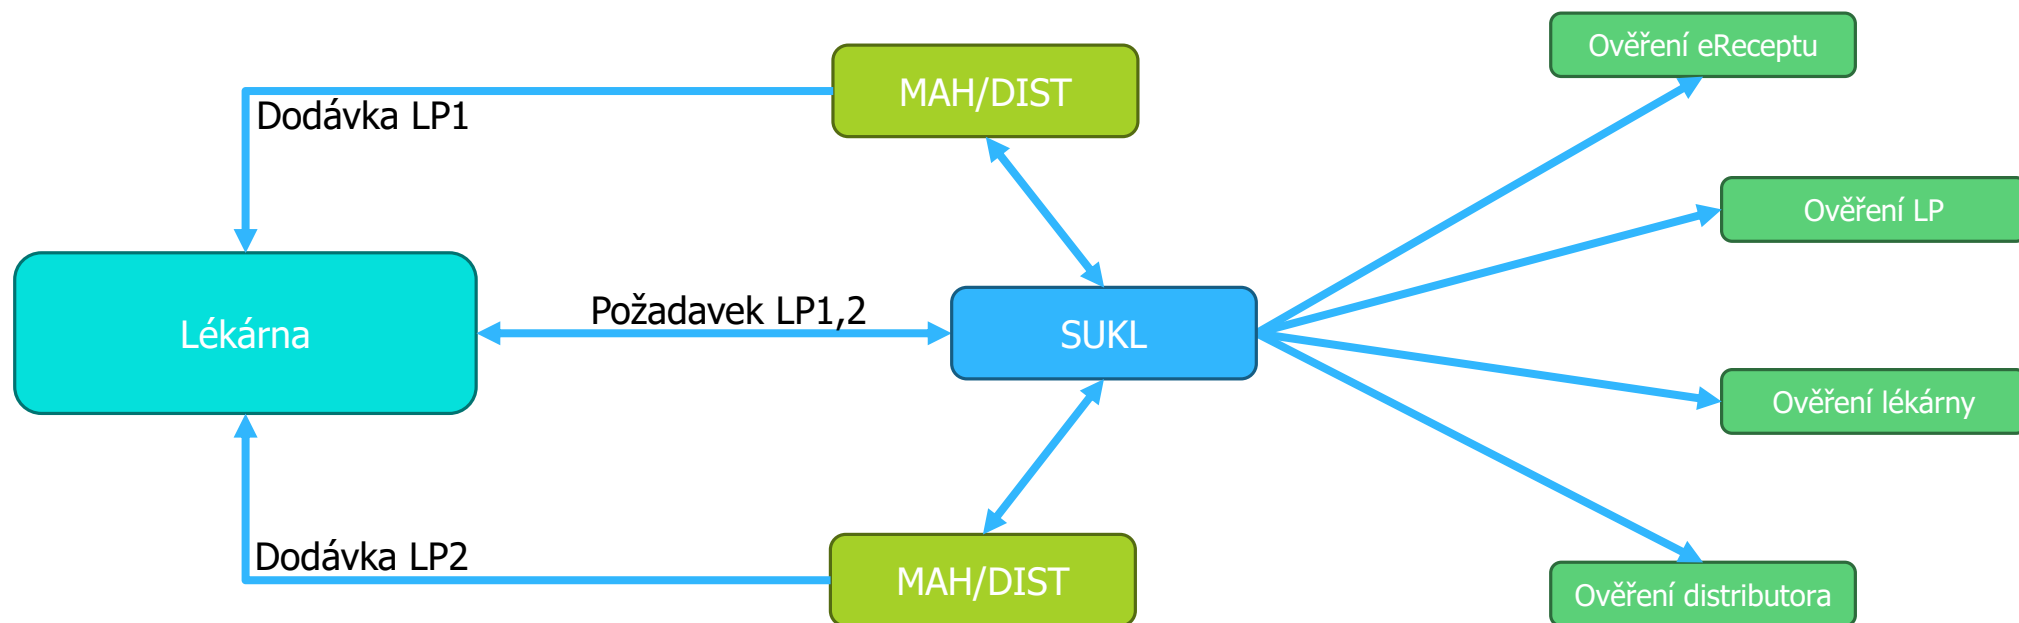 Ověření eReceptu
MAH/DIST
Dodávka LP1
Ověření LP
Požadavek LP1,2
Lékárna
SUKL
Ověření lékárny
Dodávka LP2
MAH/DIST
Ověření distributora